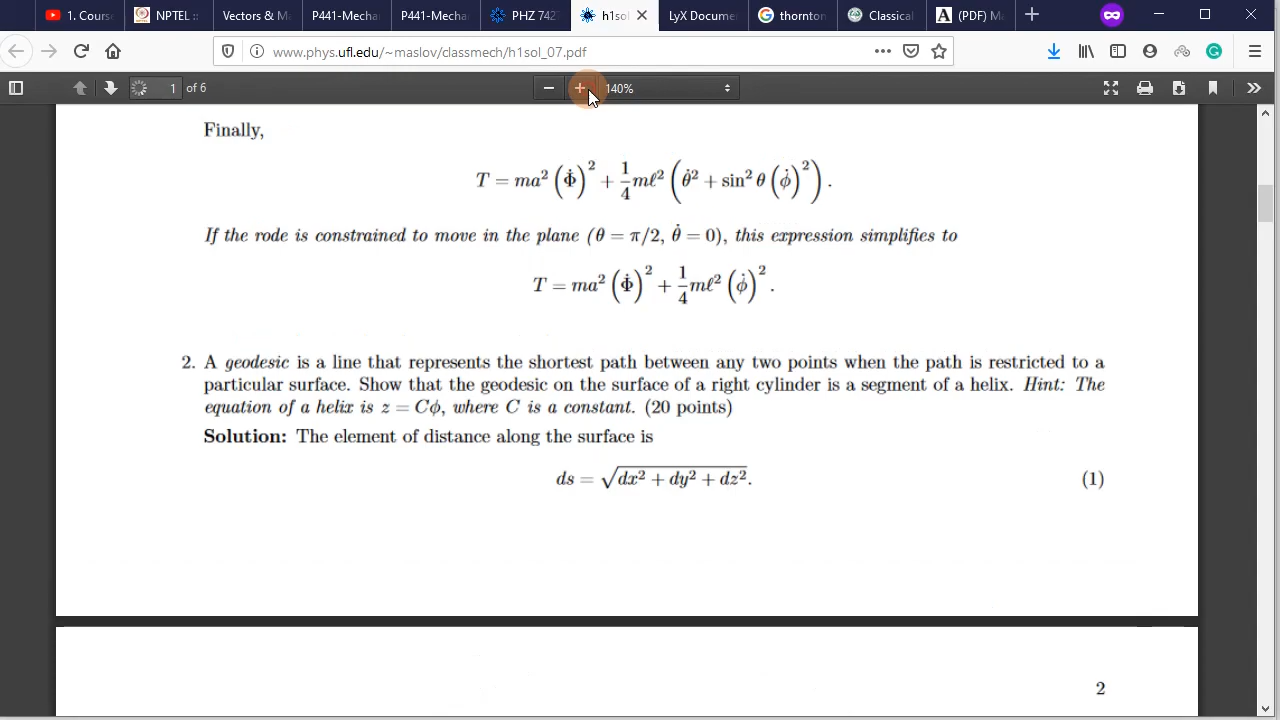 1. Cours
NPTEL ::
Vectors & M
P441-Mecha
P441-Mecha
PHZ 742
h1sol
LyX Docume
thornton
Classical
(PDF) M
www.phys.ufl.edu/~maslov/classmech/h1sol_07.pdf
1 of 6
140%
Finally,
T = ma² (Φ̇)² + 1/4 mℓ² (θ̇² + sin² θ (ϕ̇)²).
If the rode is constrained to move in the plane (θ = π/2, θ̇ = 0), this expression simplifies to
T = ma² (Φ̇)² + 1/4 mℓ² (ϕ̇)².
2. A geodesic is a line that represents the shortest path between any two points when the path is restricted to a
particular surface. Show that the geodesic on the surface of a right cylinder is a segment of a helix. Hint: The
equation of a helix is z = Cϕ, where C is a constant. (20 points)
Solution: The element of distance along the surface is
ds = √(dx² + dy² + dz²). (1)
2